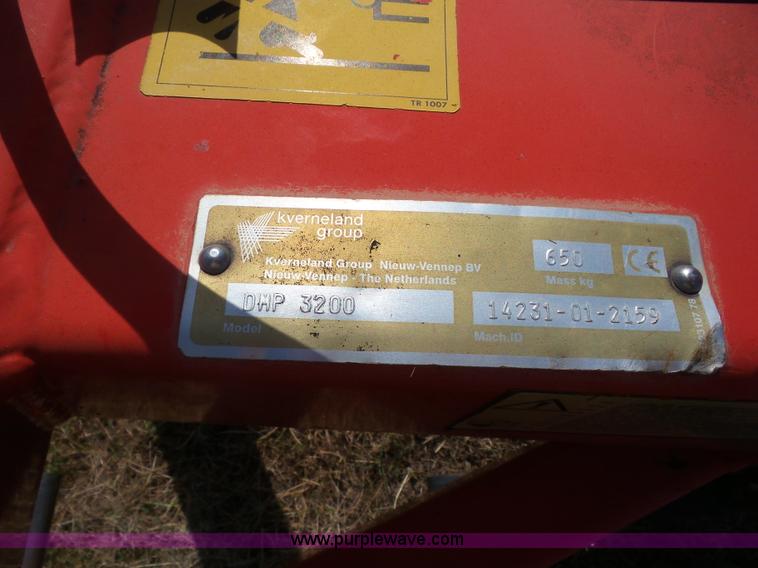 TR 1007
kverneland
group
Kverneland Group Nieuw-Vennep BV
Nieuw-Vennep - The Netherlands
650
CE
Mass kg
DMP 3200
14231-01-2159
Model
Mach.ID
www.purplewave.com